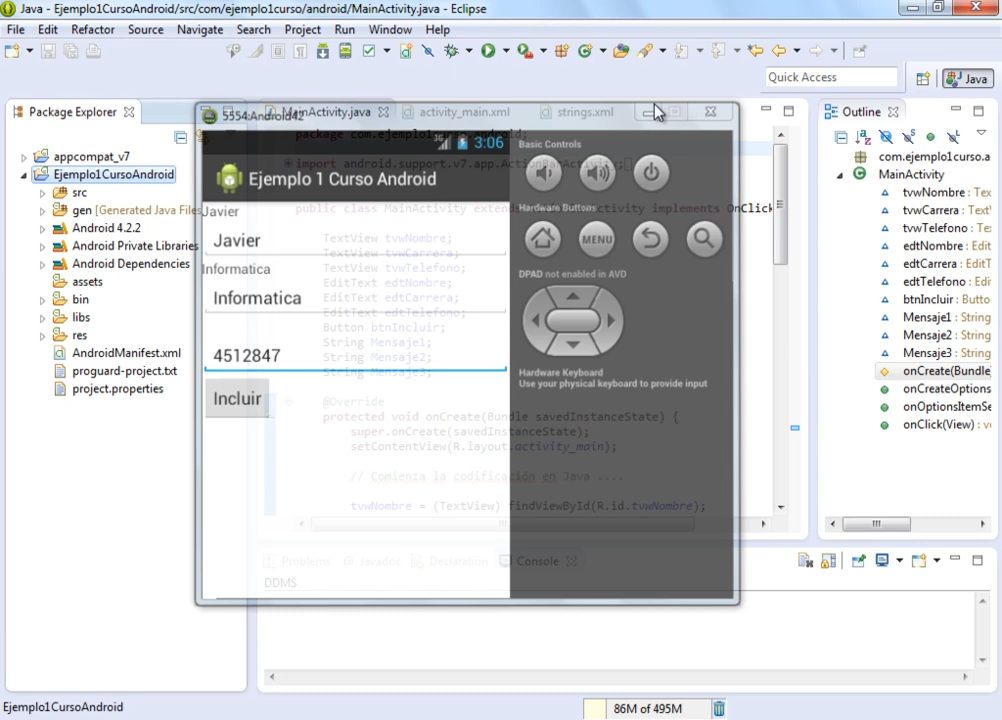 Java - Ejemplo1CursoAndroid/src/com/ejemplo1curso/android/MainActivity.java - Eclipse
File Edit Refactor Source Navigate Search Project Run Window Help
Quick Access
Java
Package Explorer
appcompat_v7
Ejemplo1CursoAndroid
src
gen [Generated Java Files
Android 4.2.2
Android Private Libraries
Android Dependencies
assets
bin
libs
res
AndroidManifest.xml
proguard-project.txt
project.properties
MainActivity.java
activity_main.xml
strings.xml
package com.ejemplo1curso.android;
import android.support.v7.app.ActionBarActivity;
public class MainActivity extends ActionBarActivity implements OnClick
TextView tvwNombre;
TextView tvwCarrera;
TextView tvwTelefono;
EditText edtNombre;
EditText edtCarrera;
EditText edtTelefono;
Button btnIncluir;
String Mensaje1;
String Mensaje2;
String Mensaje3;
@Override
protected void onCreate(Bundle savedInstanceState) {
super.onCreate(savedInstanceState);
setContentView(R.layout.activity_main);
// Comienza la codificación en Java ....
tvwNombre = (TextView) findViewById(R.id.tvwNombre);
5554:Android42
3G
3:06
Ejemplo 1 Curso Android
Javier
Javier
Informatica
Informatica
4512847
Incluir
Basic Controls
Hardware Buttons
MENU
DPAD not enabled in AVD
Hardware Keyboard
Use your physical keyboard to provide input
Outline
com.ejemplo1curso.a
MainActivity
tvwNombre : Tex
tvwCarrera : Text
tvwTelefono : Te
edtNombre : Edi
edtCarrera : Edit
edtTelefono : Edi
btnIncluir : Butto
Mensaje1 : String
Mensaje2 : String
Mensaje3 : String
onCreate(Bundle
onCreateOptions
onOptionsItemSe
onClick(View) : v
Problems @ Javadoc Declaration Console
DDMS
Ejemplo1CursoAndroid
86M of 495M